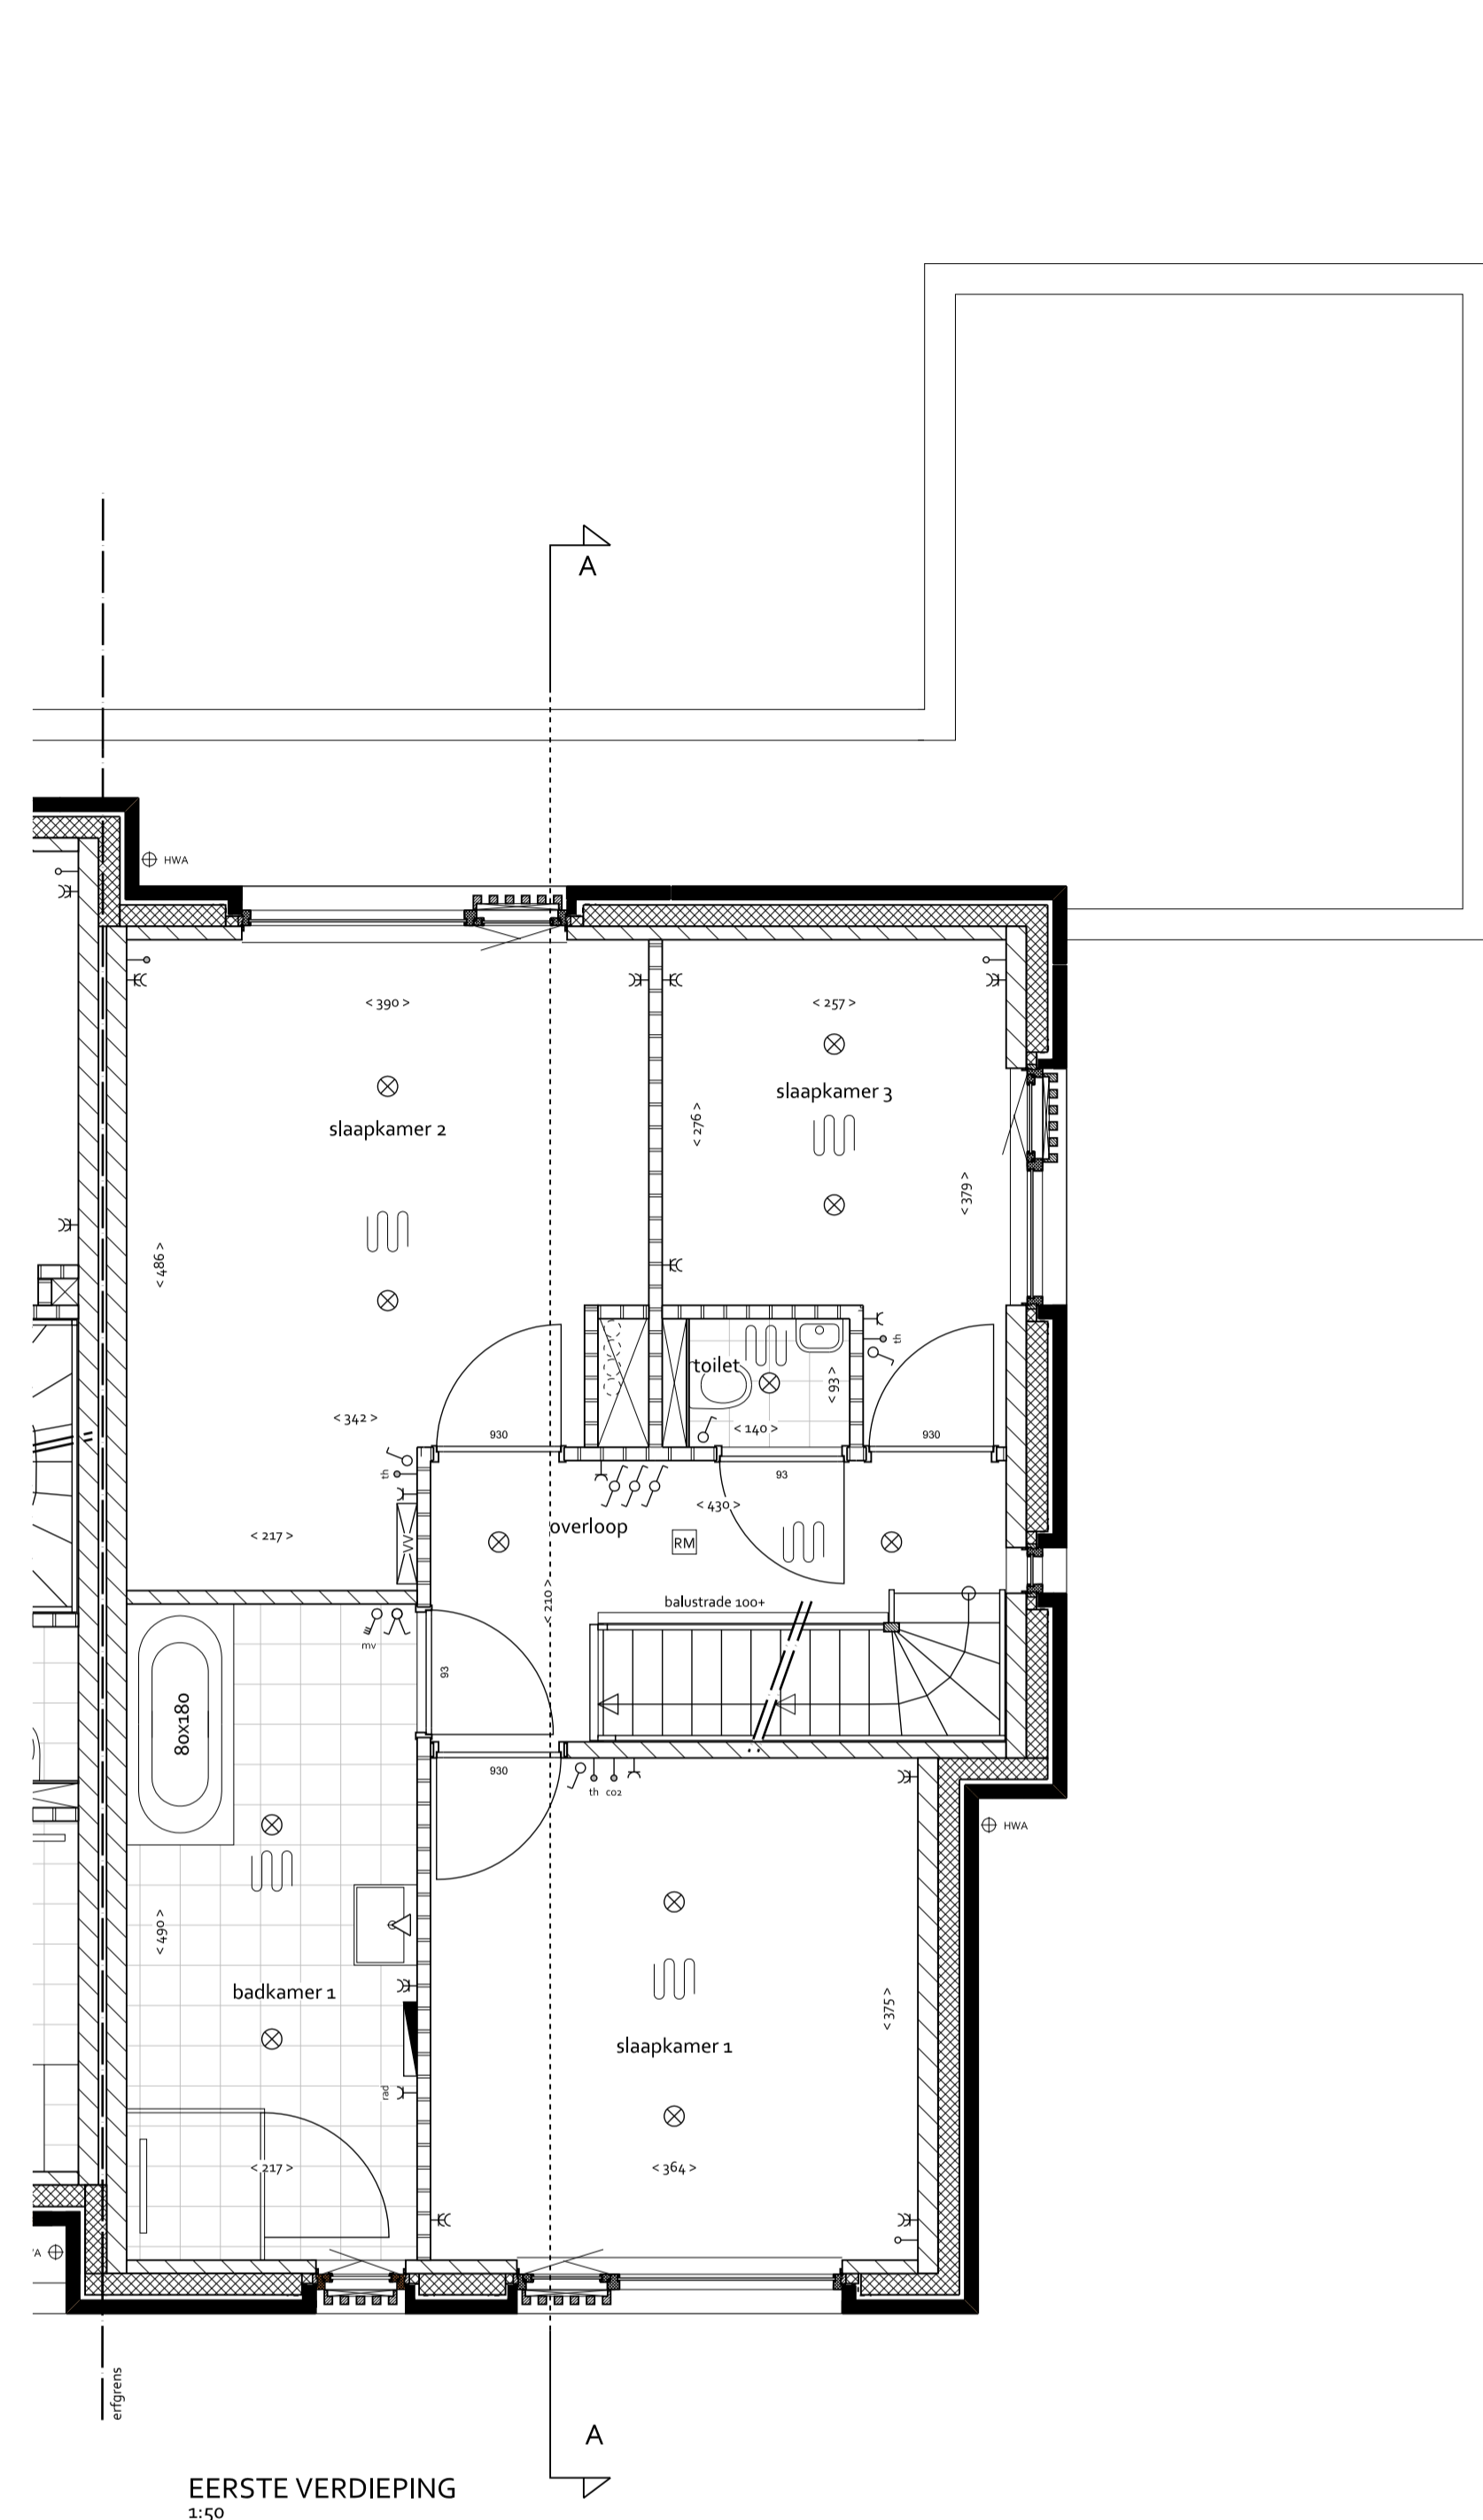 A
HWA
< 390 >
< 257 >
slaapkamer 3
slaapkamer 2
< 276 >
< 379 >
< 486 >
th
toilet
< 93 >
< 342 >
< 140 >
930
930
th
93
< 430 >
overloop
< 217 >
VV
RM
< 210 >
balustrade 100+
mv
93
80x180
930
th
co2
HWA
< 490 >
badkamer 1
< 375 >
slaapkamer 1
rad
< 217 >
< 364 >
erfgrens
A
EERSTE VERDIEPING
1:50